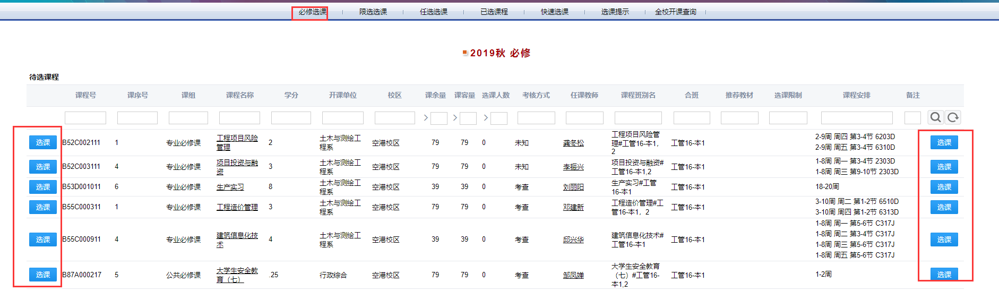 必修选课 限选选课 任选选课 已选课程 快速选课 选课提示 全校开课查询
2019秋 必修
待选课程
课程号 课序号 课组 课程名称 学分 开课单位 校区 课余量 课容量 选课人数 考核方式 任课教师 课程班别名 合班 推荐教材 选课限制 课程安排 备注
> > >
选课 B52C002111 1 专业必修课 工程项目风险管理 2 土木与测绘工程系 空港校区 79 79 0 未知 龚冬松 工程项目风险管理#工管16-本1，2 工管16-本1 2-9周 周四 第3-4节 6203D 2-9周 周五 第3-4节 6310D 选课
选课 B52C003111 4 专业必修课 项目投资与融资 3 土木与测绘工程系 空港校区 79 79 0 未知 李振兴 项目投资与融资#工管16-本1,2 工管16-本1 1-8周 周一 第3-4节 2303D 1-8周 周三 第9-10节 2303D 选课
选课 B53D001011 6 专业必修课 生产实习 8 土木与测绘工程系 空港校区 39 39 0 考查 刘丽阳 生产实习#工管16-本1 工管16-本1 18-20周 选课
选课 B55C000311 1 专业必修课 工程造价管理 3 土木与测绘工程系 空港校区 79 79 0 考查 邓建新 工程造价管理#工管16-本1，2 工管16-本1 3-10周 周二 第1-2节 6510D 3-10周 周四 第1-2节 6313D 选课
选课 B55C000911 4 专业必修课 建筑信息化技术 4 土木与测绘工程系 空港校区 39 39 0 考查 邱兴华 建筑信息化技术#工管16-本1 工管16-本1 1-8周 周一 第5-6节 C317J 1-8周 周二 第3-4节 C317J 1-8周 周三 第5-6节 C317J 1-8周 周五 第5-6节 C317J 选课
选课 B87A000217 5 公共必修课 大学生安全教育（七） .25 行政综合 空港校区 79 79 0 考查 邹凤婵 大学生安全教育（七）#工管16-本1,2 工管16-本1 1-2周 选课